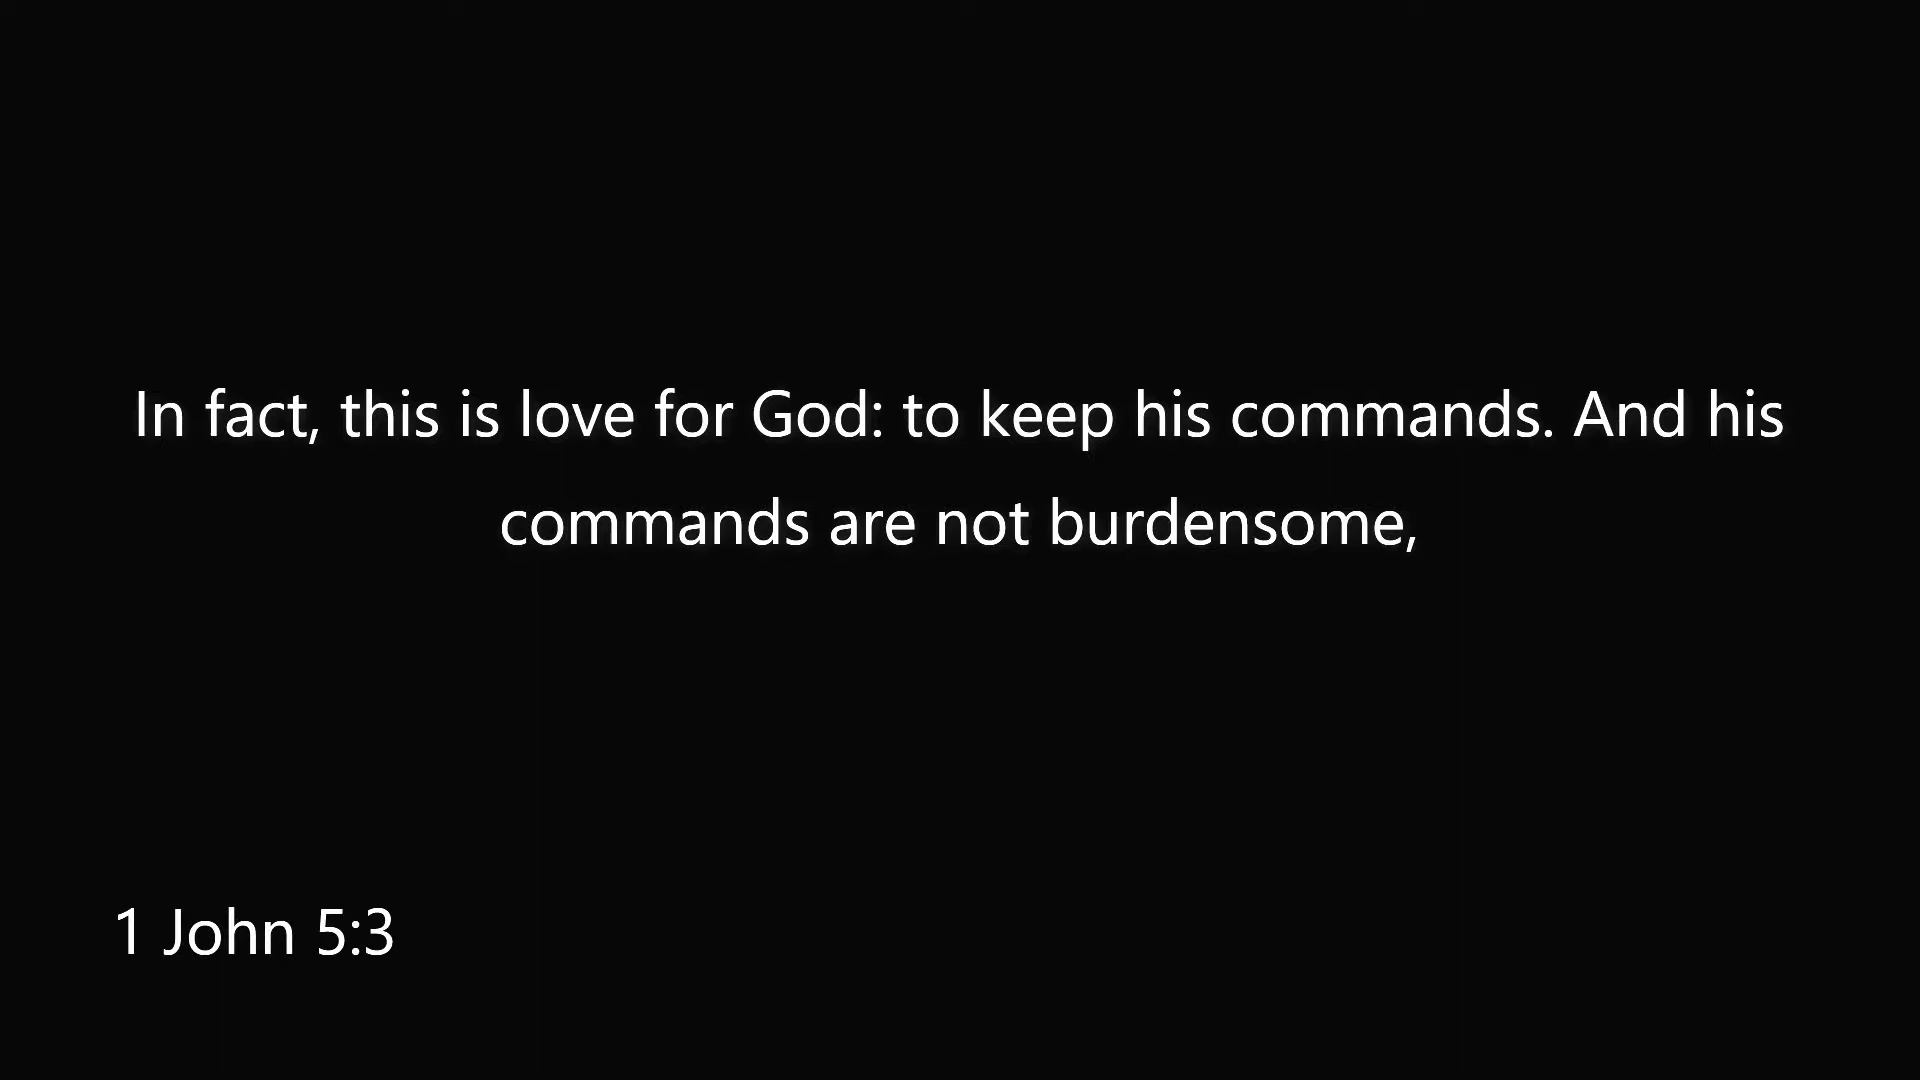 In fact, this is love for God: to keep his commands. And his
commands are not burdensome,
1 John 5:3